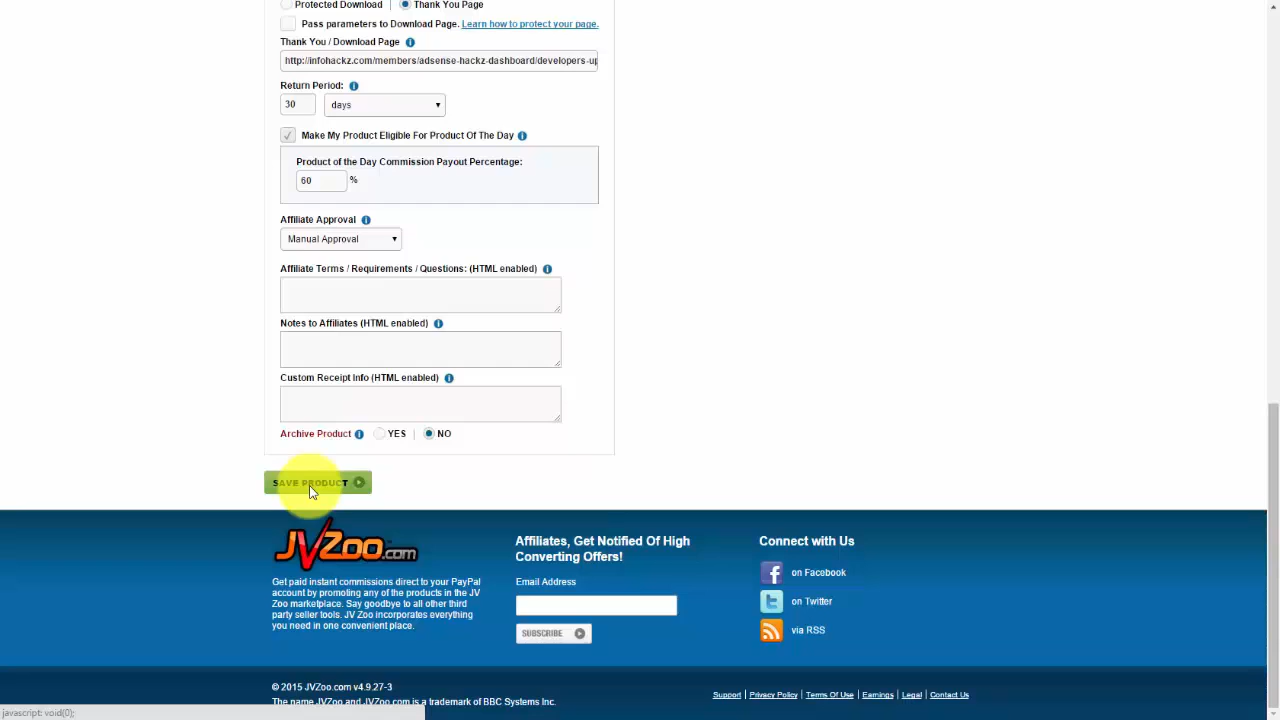 Protected Download | Thank You Page
Pass parameters to Download Page. Learn how to protect your page.
Thank You / Download Page
http://infohackz.com/members/adsense-hackz-dashboard/developers-up
Return Period:
30 days
Make My Product Eligible For Product Of The Day
Product of the Day Commission Payout Percentage:
60 %
Affiliate Approval
Manual Approval
Affiliate Terms / Requirements / Questions: (HTML enabled)
Notes to Affiliates (HTML enabled)
Custom Receipt Info (HTML enabled)
Archive Product YES | NO
SAVE PRODUCT
JVZoo.com
Get paid instant commissions direct to your PayPal
account by promoting any of the products in the JV
Zoo marketplace. Say goodbye to all other third
party seller tools. JV Zoo incorporates everything
you need in one convenient place.
Affiliates, Get Notified Of High
Converting Offers!
Email Address
SUBSCRIBE
Connect with Us
on Facebook
on Twitter
via RSS
© 2015 JVZoo.com v4.9.27-3
The name JVZoo and JVZoo.com is a trademark of BBC Systems Inc.
Support | Privacy Policy | Terms Of Use | Earnings | Legal | Contact Us
javascript: void(0);